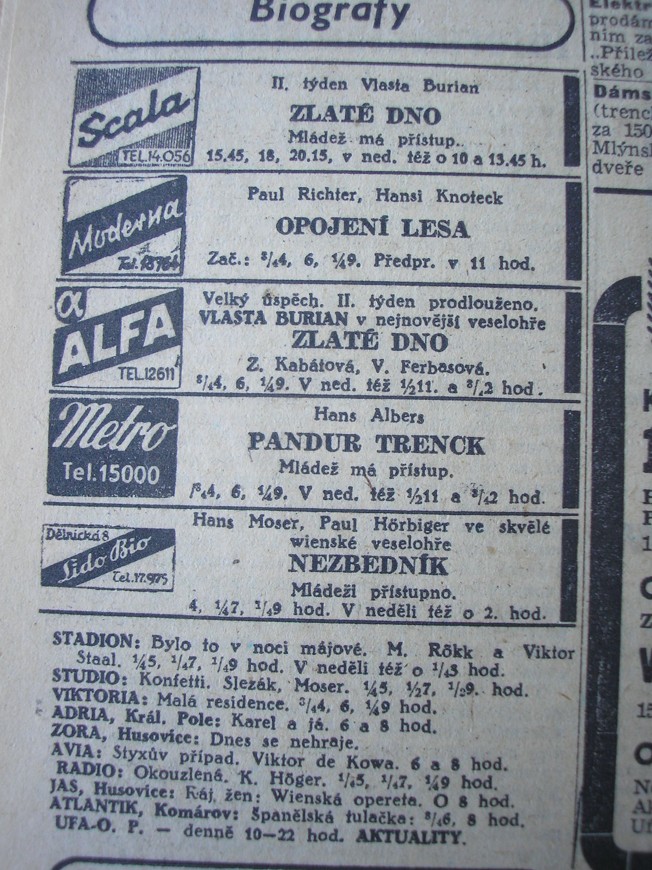 Biografy
Scala
TEL.14.056
II. týden Vlasta Burian
ZLATÉ DNO
Mládež má přístup.
15.45, 18, 20.15, v ned. též o 10 a 13.45 h.
Moderna
Paul Richter, Hansi Knoteck
OPOJENÍ LESA
Zač.: ¾4, 6, ¼9. Předpr. v 11 hod.
α
ALFA
TEL.12611
Velký úspěch. II. týden prodlouženo.
VLASTA BURIAN v nejnovější veselohře
ZLATÉ DNO
Z. Kabátová, V. Ferbasová.
¾4, 6, ¼9. V ned. též ½11. a ¾2 hod.
Metro
Tel.15000
Hans Albers
PANDUR TRENCK
Mládež má přístup.
¾4, 6, ¼9. V ned. též ½11 a ¾2 hod.
Dělnická 8
Lido Bio
Tel.17.975
Hans Moser, Paul Hörbiger ve skvělé
wienské veselohře
NEZBEDNÍK
Mládeži přístupno.
4, ¼7, ¼9 hod. V neděli též o 2. hod.
STADION: Bylo to v noci májové. M. Rökk a Viktor
Staal. ¼5, ¼7, ¼9 hod. V neděli též o ¼3 hod.
STUDIO: Konfetti. Slezák, Moser. ¼5, ½7, ½9. hod.
VIKTORIA: Malá residence. ¾4, 6, ¼9 hod.
ADRIA, Král. Pole: Karel a já. 6 a 8 hod.
ZORA, Husovice: Dnes se nehraje.
AVIA: Styxův případ. Viktor de Kowa. 6 a 8 hod.
RADIO: Okouzlená. K. Höger. ¼5, ¼7, ¼9 hod.
JAS, Husovice: Ráj. žen: Wienská opereta. O 8 hod.
ATLANTIK, Komárov: Španělská tulačka: ¾6, 8 hod.
UFA-O. P. — denně 10—22 hod. AKTUALITY.
Elektr
prodám
ním za
„Přílež
ského
Dáms
(trenc
za 150
Mlýnsk
dveře